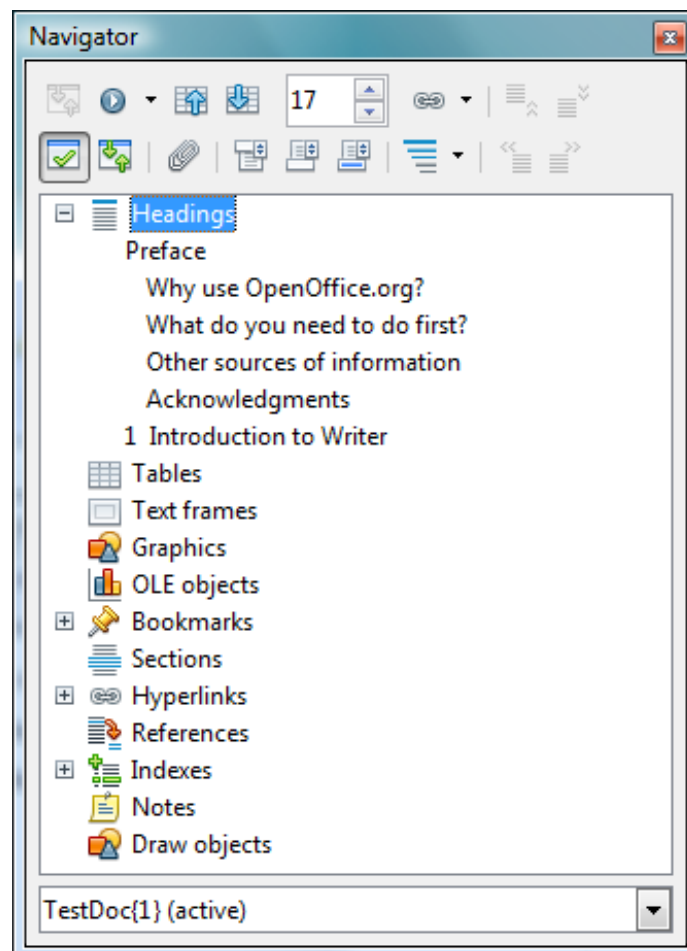 Navigator
17
Headings
Preface
Why use OpenOffice.org?
What do you need to do first?
Other sources of information
Acknowledgments
1 Introduction to Writer
Tables
Text frames
Graphics
OLE objects
Bookmarks
Sections
Hyperlinks
References
Indexes
Notes
Draw objects
TestDoc{1} (active)